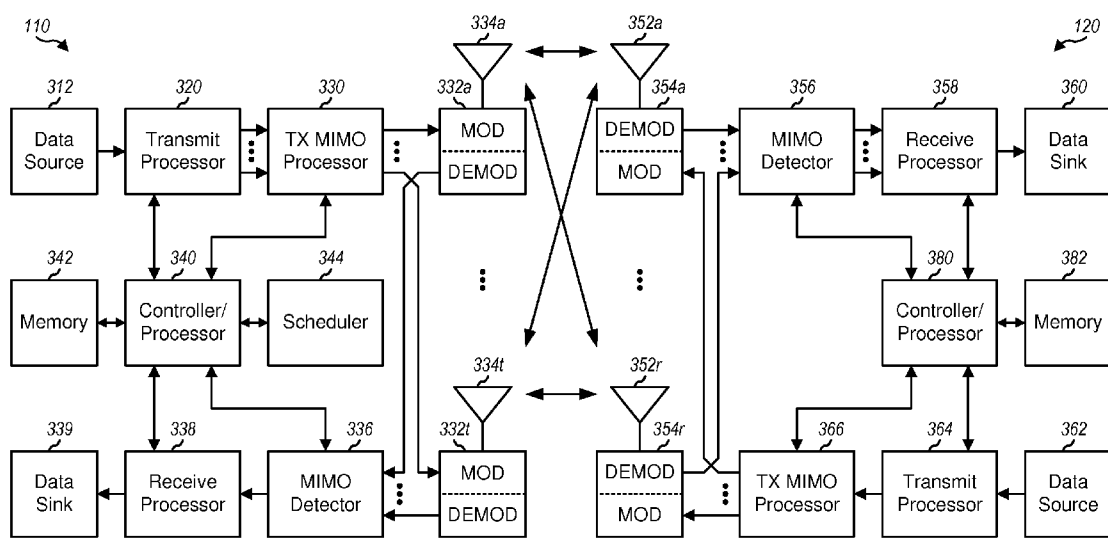 110
334a
352a
120
312
320
330
332a
354a
356
358
360
Data
Source
Transmit
Processor
TX MIMO
Processor
MOD
DEMOD
DEMOD
MOD
MIMO
Detector
Receive
Processor
Data
Sink
342
340
344
380
382
Memory
Controller/
Processor
Scheduler
Controller/
Processor
Memory
334t
352r
339
338
336
332t
354r
366
364
362
Data
Sink
Receive
Processor
MIMO
Detector
MOD
DEMOD
DEMOD
MOD
TX MIMO
Processor
Transmit
Processor
Data
Source